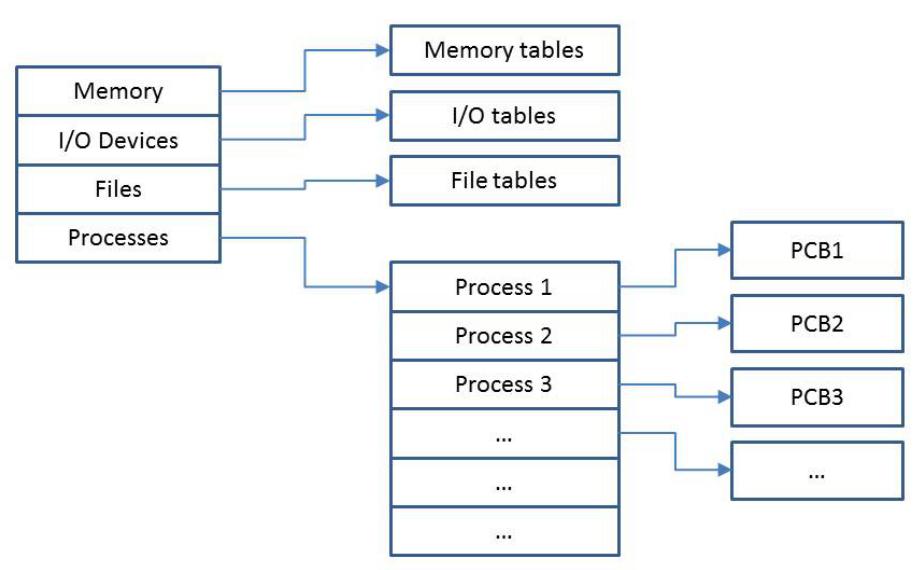 Memory
I/O Devices
Files
Processes
Memory tables
I/O tables
File tables
Process 1
Process 2
Process 3
...
...
...
PCB1
PCB2
PCB3
...